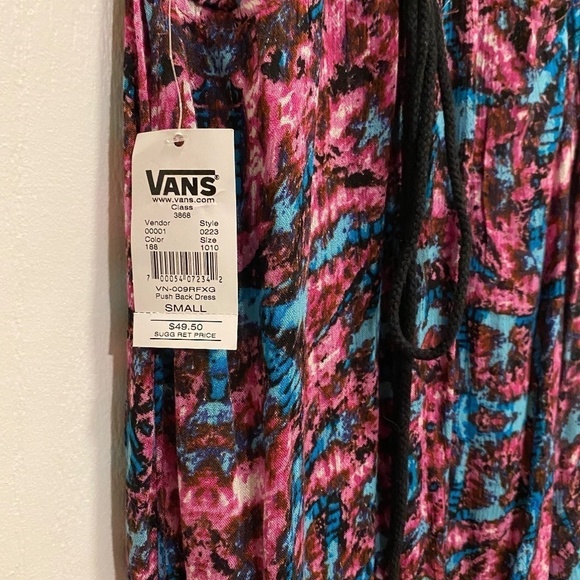 VANS®
www.vans.com
Class
3868
Vendor Style
00001 0223
Color Size
188 1010
7 00054 07234 2
VN-009RFXG
Push Back Dress
SMALL
$49.50
SUGG RET PRICE